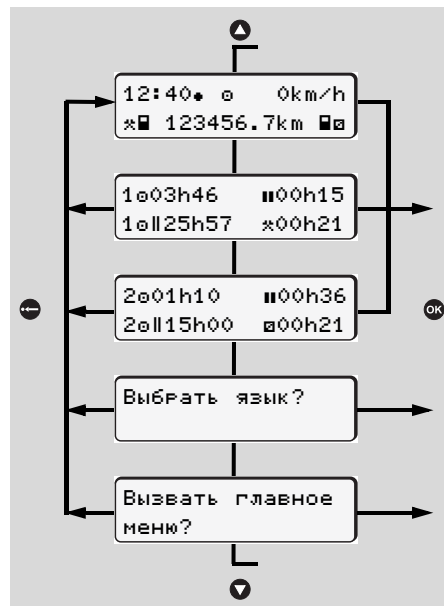 12:40 0km/h
123456.7km
1 03h46 00h15
1 25h57 00h21
2 01h10 00h36
2 15h00 00h21
OK
Выбрать язык?
Вызвать главное
меню?